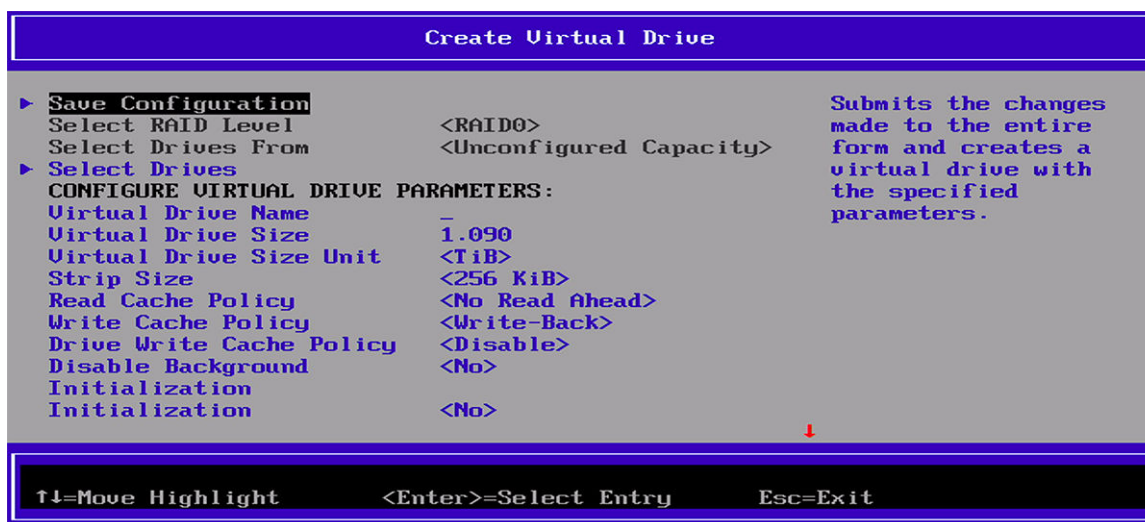 Create Virtual Drive
Save Configuration
Select RAID Level <RAID0>
Select Drives From <Unconfigured Capacity>
Select Drives
CONFIGURE VIRTUAL DRIVE PARAMETERS:
Virtual Drive Name _
Virtual Drive Size 1.090
Virtual Drive Size Unit <TiB>
Strip Size <256 KiB>
Read Cache Policy <No Read Ahead>
Write Cache Policy <Write-Back>
Drive Write Cache Policy <Disable>
Disable Background <No>
Initialization
Initialization <No>
Submits the changes
made to the entire
form and creates a
virtual drive with
the specified
parameters.
↑↓=Move Highlight <Enter>=Select Entry Esc=Exit